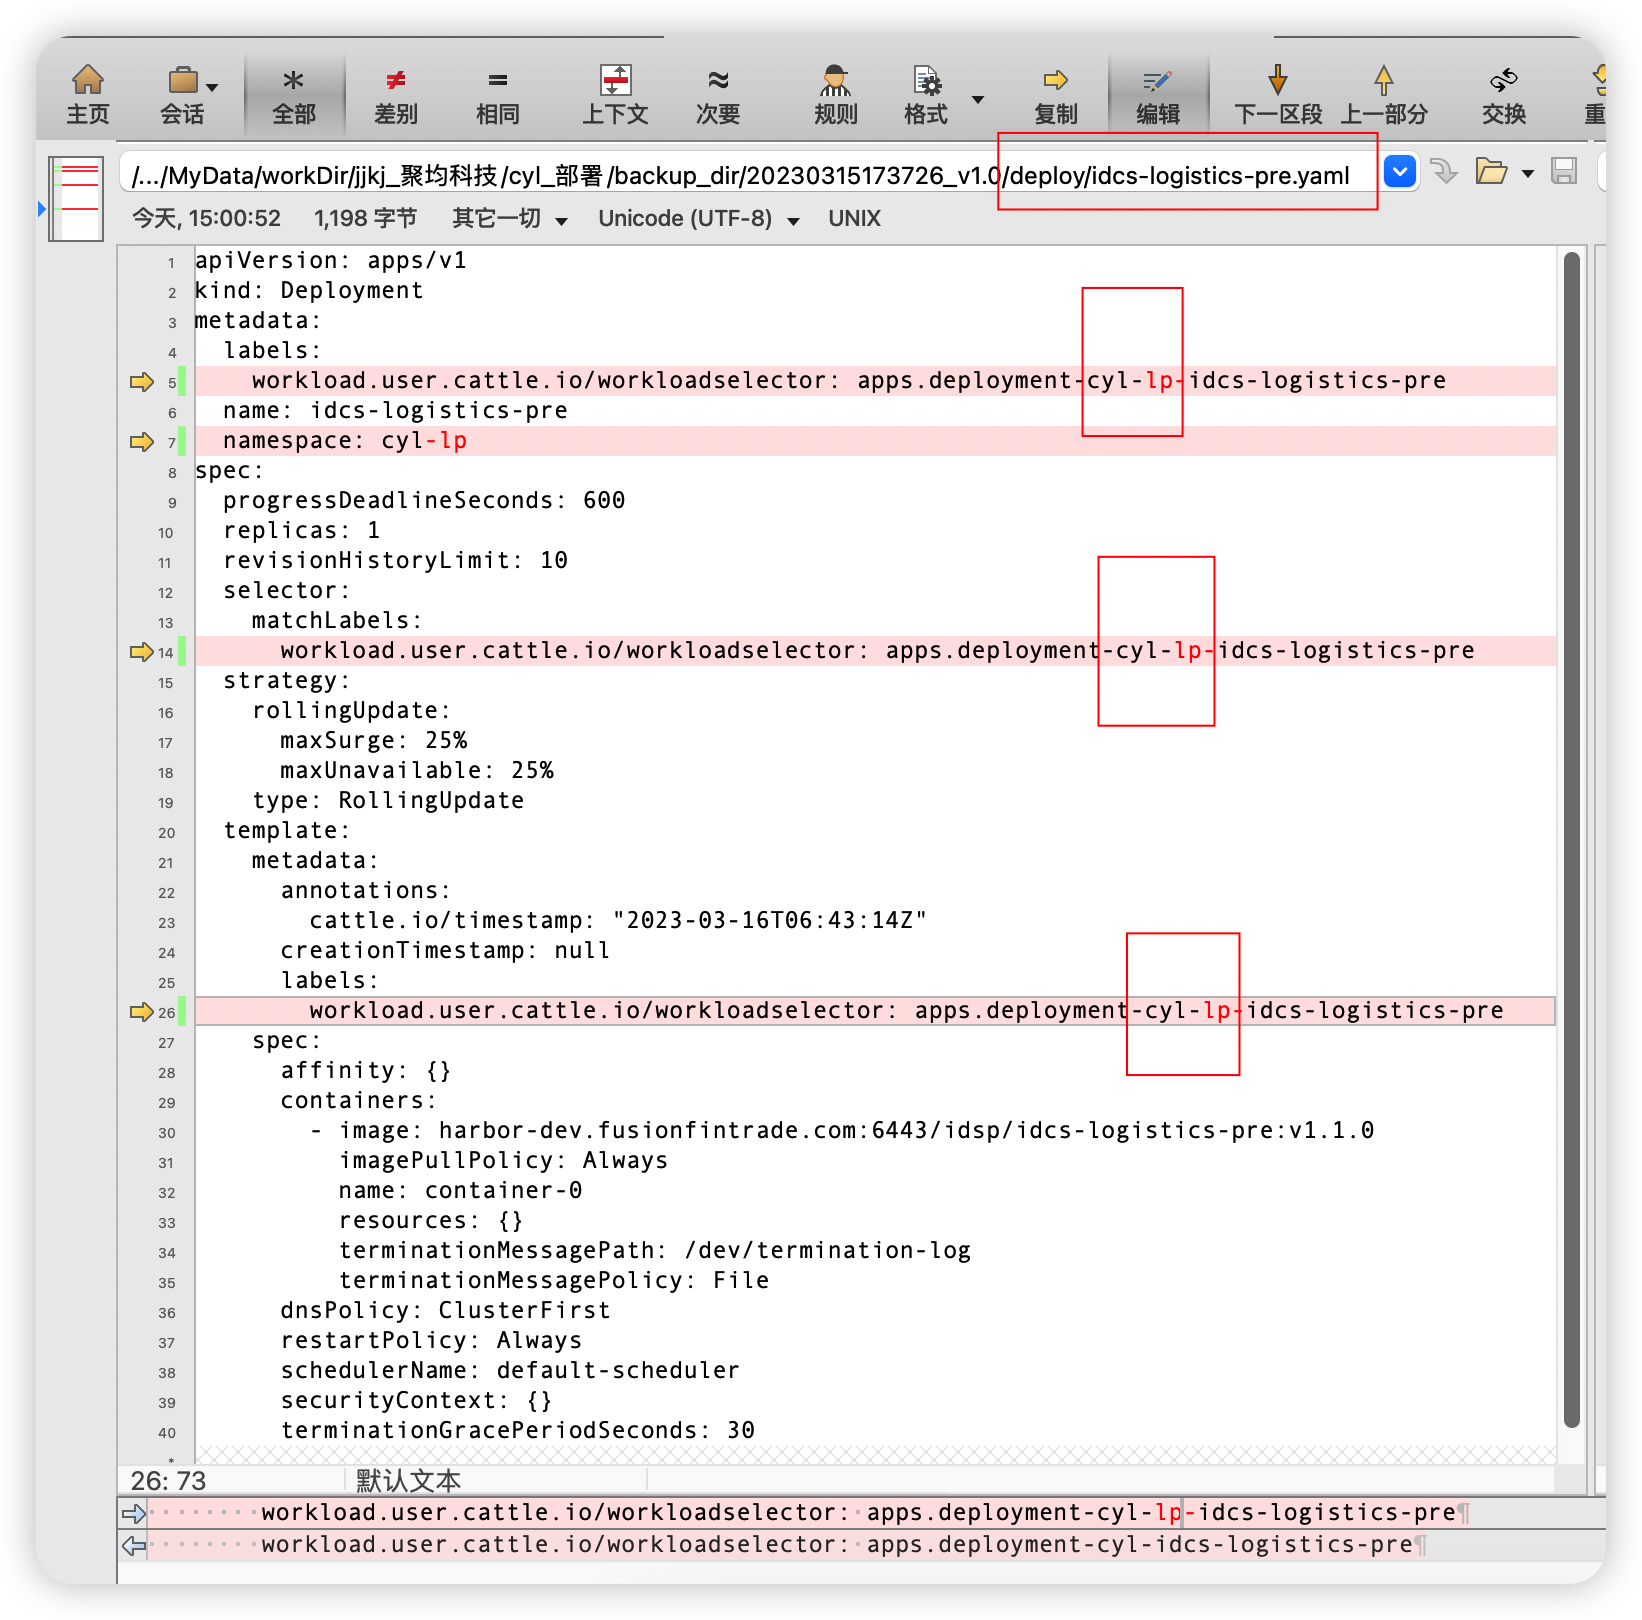 主页 会话 全部 差别 相同 上下文 次要 规则 格式 复制 编辑 下一区段 上一部分 交换
/.../MyData/workDir/jjkj_聚均科技/cyl_部署/backup_dir/20230315173726_v1.0/deploy/idcs-logistics-pre.yaml
今天, 15:00:52 1,198 字节 其它一切 Unicode (UTF-8) UNIX
1 apiVersion: apps/v1
2 kind: Deployment
3 metadata:
4 labels:
5 workload.user.cattle.io/workloadselector: apps.deployment-cyl-lp-idcs-logistics-pre
6 name: idcs-logistics-pre
7 namespace: cyl-lp
8 spec:
9 progressDeadlineSeconds: 600
10 replicas: 1
11 revisionHistoryLimit: 10
12 selector:
13 matchLabels:
14 workload.user.cattle.io/workloadselector: apps.deployment-cyl-lp-idcs-logistics-pre
15 strategy:
16 rollingUpdate:
17 maxSurge: 25%
18 maxUnavailable: 25%
19 type: RollingUpdate
20 template:
21 metadata:
22 annotations:
23 cattle.io/timestamp: "2023-03-16T06:43:14Z"
24 creationTimestamp: null
25 labels:
26 workload.user.cattle.io/workloadselector: apps.deployment-cyl-lp-idcs-logistics-pre
27 spec:
28 affinity: {}
29 containers:
30 - image: harbor-dev.fusionfintrade.com:6443/idsp/idcs-logistics-pre:v1.1.0
31 imagePullPolicy: Always
32 name: container-0
33 resources: {}
34 terminationMessagePath: /dev/termination-log
35 terminationMessagePolicy: File
36 dnsPolicy: ClusterFirst
37 restartPolicy: Always
38 schedulerName: default-scheduler
39 securityContext: {}
40 terminationGracePeriodSeconds: 30
26: 73 默认文本
workload.user.cattle.io/workloadselector: apps.deployment-cyl-lp-idcs-logistics-pre¶
workload.user.cattle.io/workloadselector: apps.deployment-cyl-idcs-logistics-pre¶